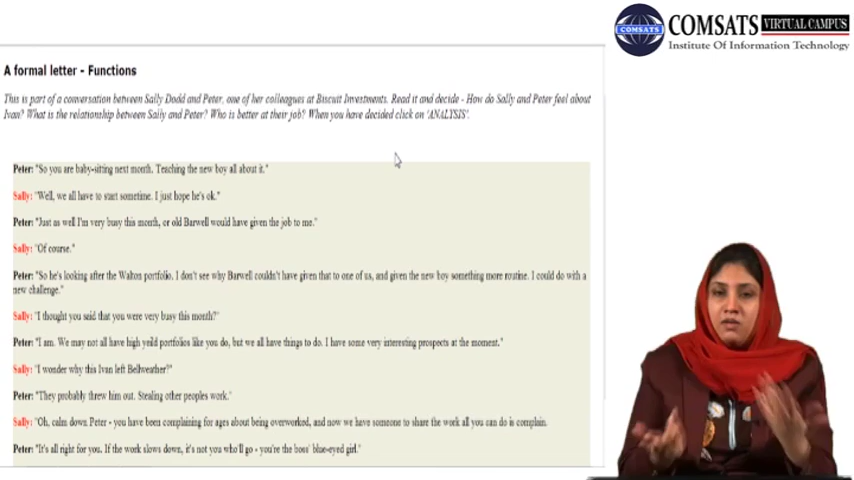 COMSATS VIRTUAL CAMPUS
Institute Of Information Technology
COMSATS
A formal letter - Functions
This is part of a conversation between Sally Dodd and Peter, one of her colleagues at Biscuit Investments. Read it and decide - How do Sally and Peter feel about
Ivan? What is the relationship between Sally and Peter? Who is better at their job? When you have decided click on 'ANALYSIS'.
Peter: "So you are baby-sitting next month. Teaching the new boy all about it."
Sally: "Well, we all have to start sometime. I just hope he's ok."
Peter: "Just as well I'm very busy this month, or old Barwell would have given the job to me."
Sally: "Of course."
Peter: "So he's looking after the Walton portfolio. I don't see why Barwell couldn't have given that to one of us, and given the new boy something more routine. I could do with a
new challenge."
Sally: "I thought you said that you were very busy this month?"
Peter: "I am. We may not all have high yeild portfolios like you do, but we all have things to do. I have some very interesting prospects at the moment."
Sally: "I wonder why this Ivan left Bellweather?"
Peter: "They probably threw him out. Stealing other peoples work."
Sally: "Oh, calm down Peter - you have been complaining for ages about being overworked, and now we have someone to share the work all you can do is complain.
Peter: "It's all right for you. If the work slows down, it's not you who'll go - you're the boss' blue-eyed girl."